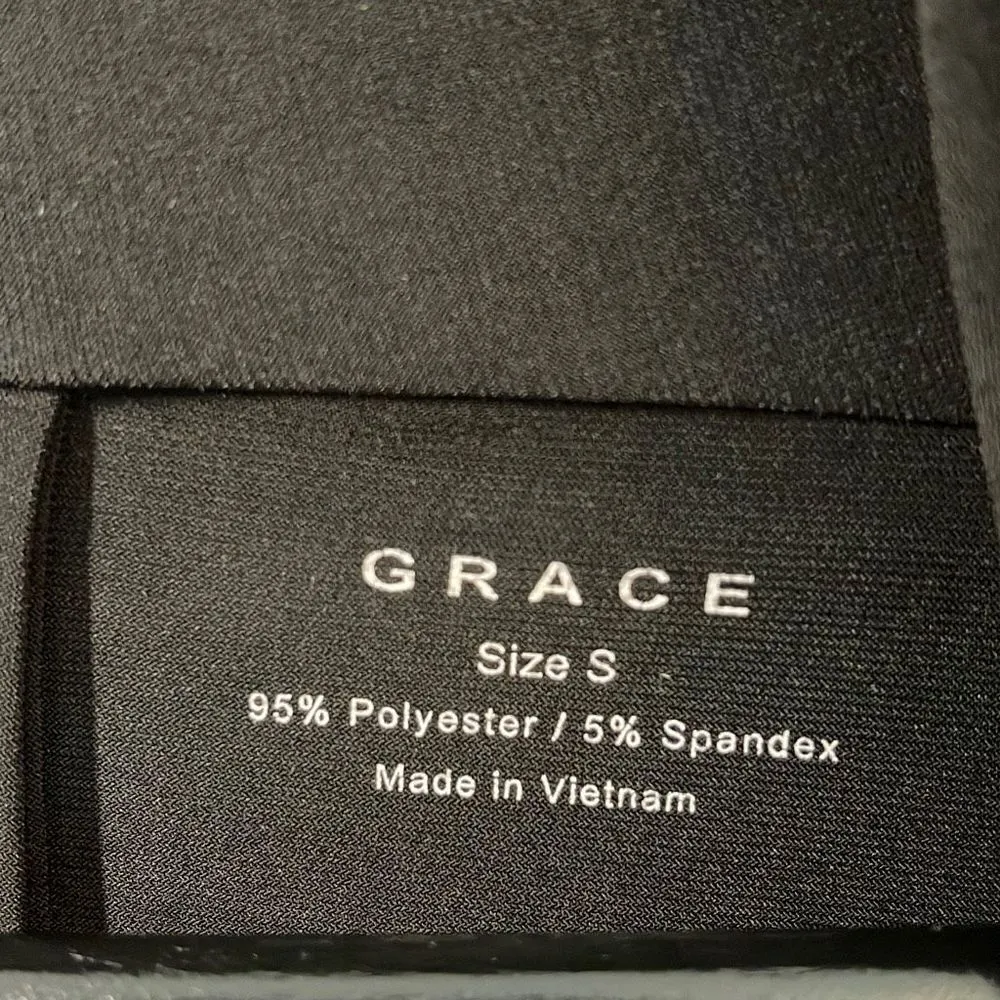 GRACE
Size S
95% Polyester / 5% Spandex
Made in Vietnam